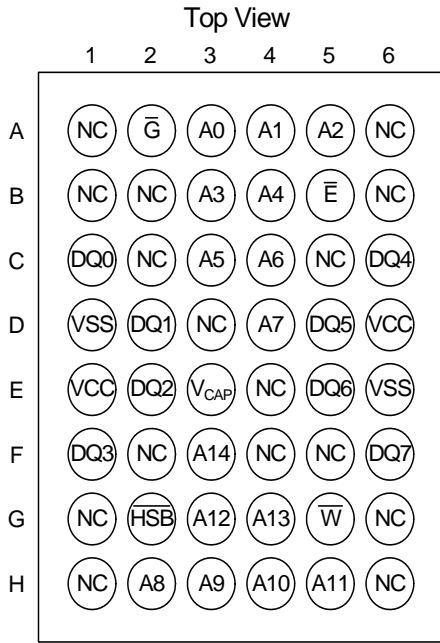 Top View
1 2 3 4 5 6
A NC G̅ A0 A1 A2 NC
B NC NC A3 A4 E̅ NC
C DQ0 NC A5 A6 NC DQ4
D VSS DQ1 NC A7 DQ5 VCC
E VCC DQ2 VCAP NC DQ6 VSS
F DQ3 NC A14 NC NC DQ7
G NC H̅S̅B̅ A12 A13 W̅ NC
H NC A8 A9 A10 A11 NC